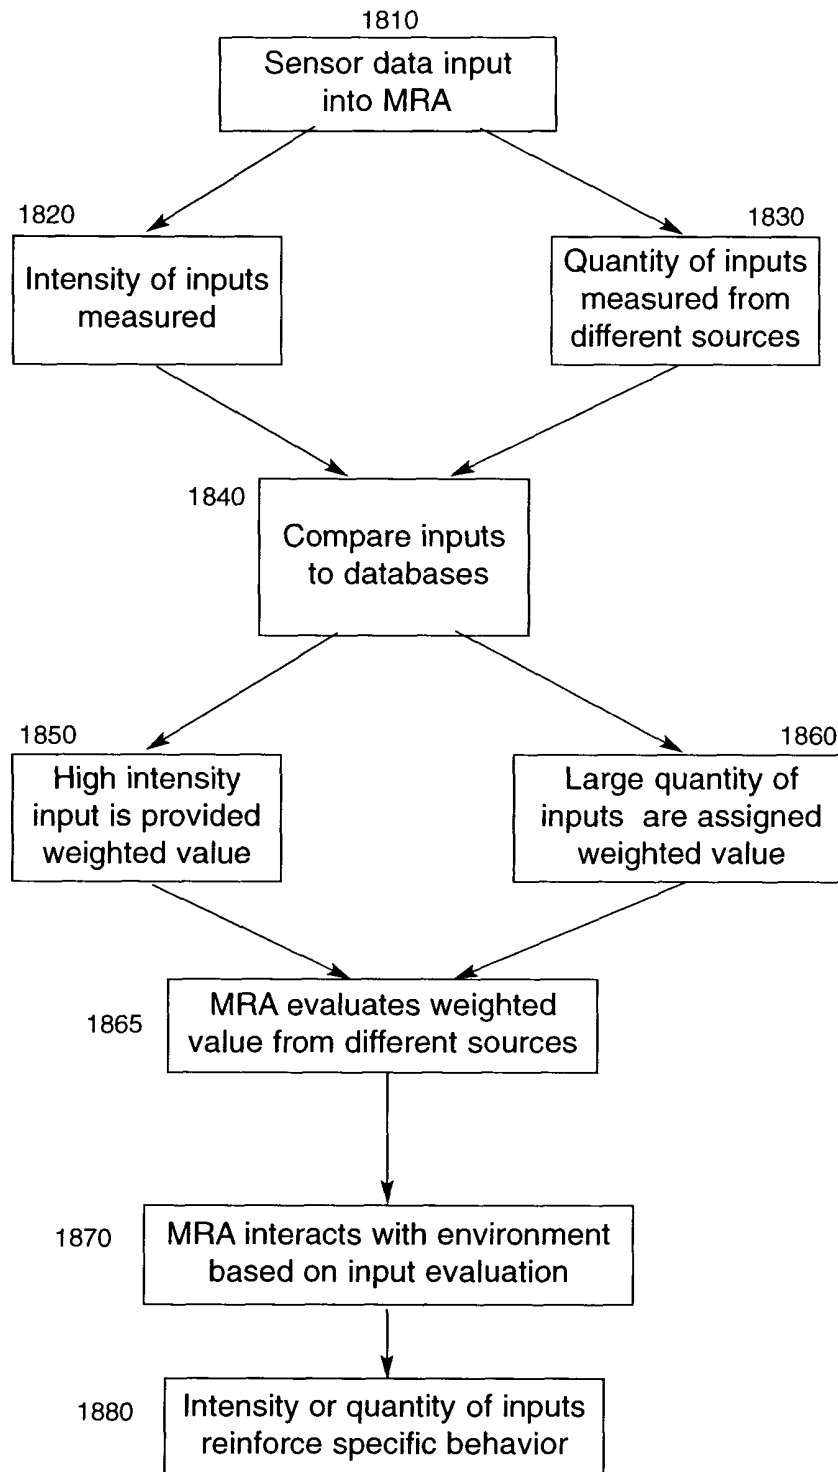 1810
Sensor data input
into MRA
1820
Intensity of inputs
measured
1830
Quantity of inputs
measured from
different sources
1840
Compare inputs
to databases
1850
High intensity
input is provided
weighted value
1860
Large quantity of
inputs are assigned
weighted value
1865
MRA evaluates weighted
value from different sources
1870
MRA interacts with environment
based on input evaluation
1880
Intensity or quantity of inputs
reinforce specific behavior